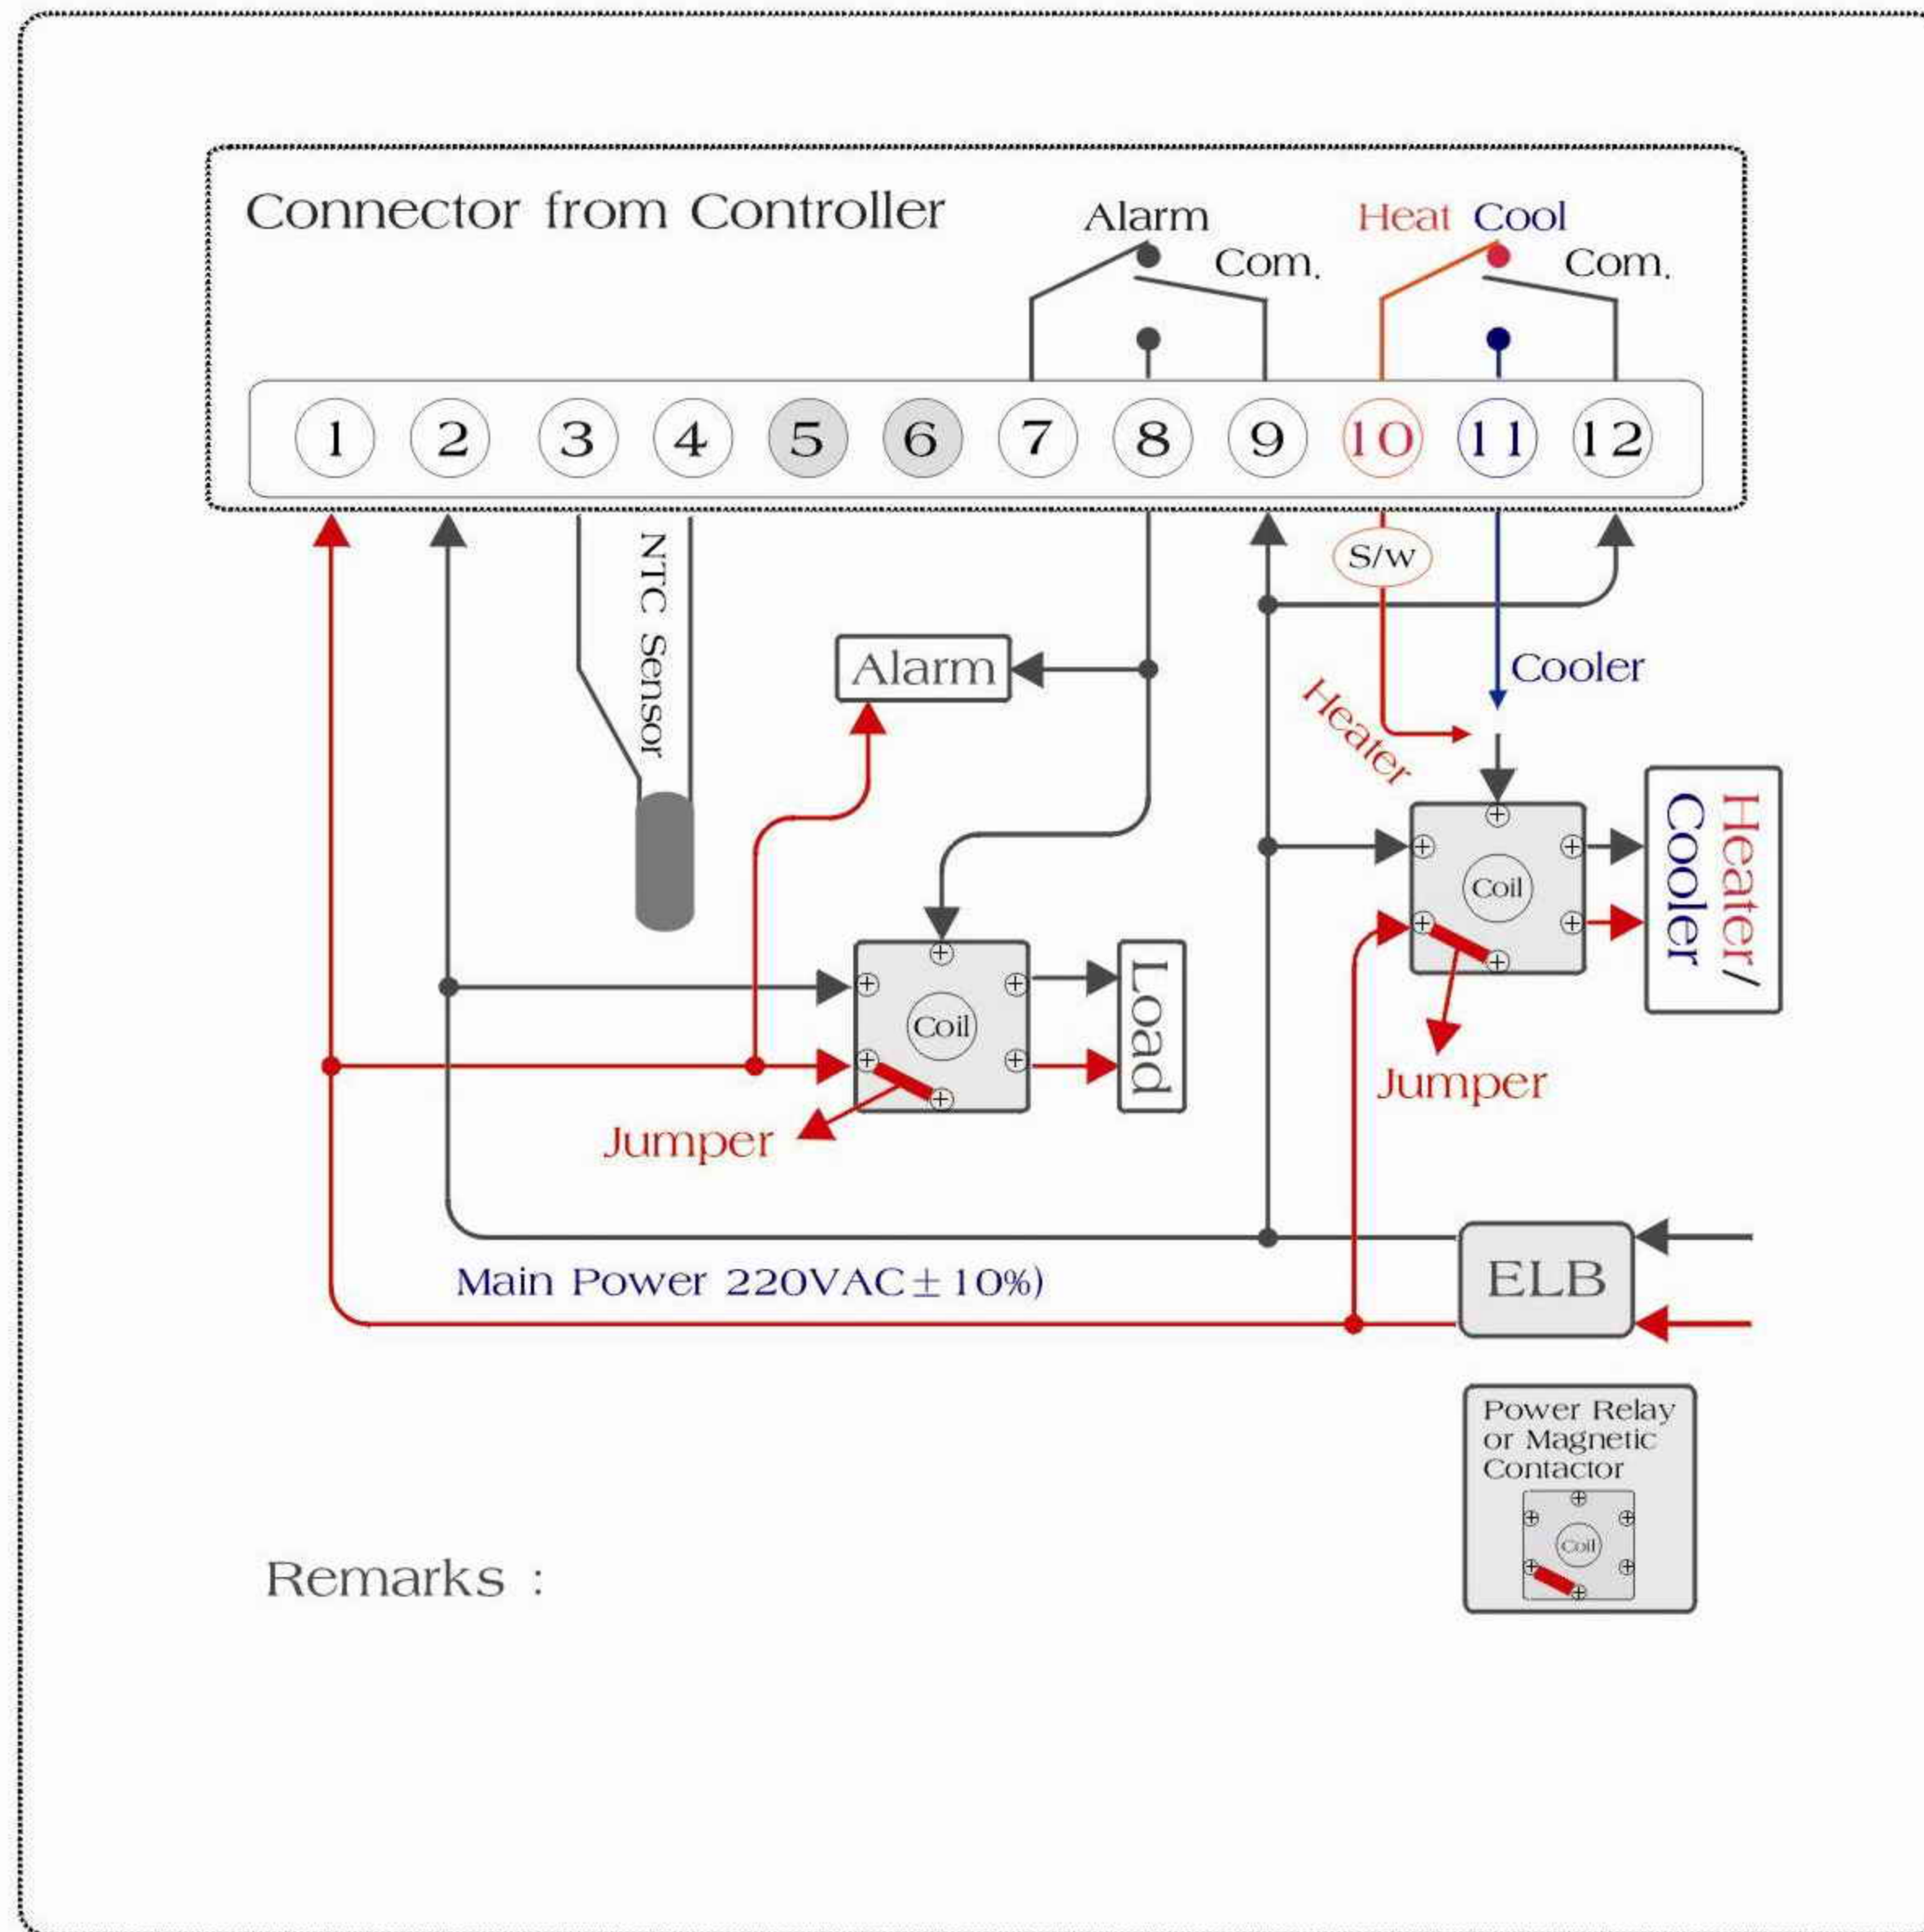 Connector from Controller
Alarm
Com.
Heat Cool
Com.
1 2 3 4 5 6 7 8 9 10 11 12
NTC Sensor
S/W
Alarm
Cooler
Heater
Heater/
Cooler
Coil
Coil
Load
Jumper
Jumper
Main Power 220VAC±10%)
ELB
Power Relay
or Magnetic
Contactor
Coil
Remarks :